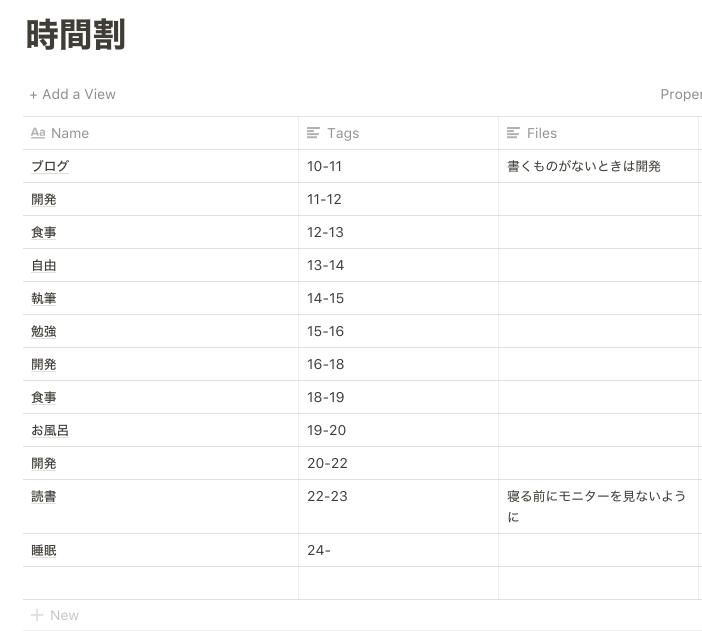 時間割
+ Add a View
Proper
Aa Name Tags Files
ブログ 10-11 書くものがないときは開発
開発 11-12
食事 12-13
自由 13-14
執筆 14-15
勉強 15-16
開発 16-18
食事 18-19
お風呂 19-20
開発 20-22
読書 22-23 寝る前にモニターを見ないよう
に
睡眠 24-
+ New